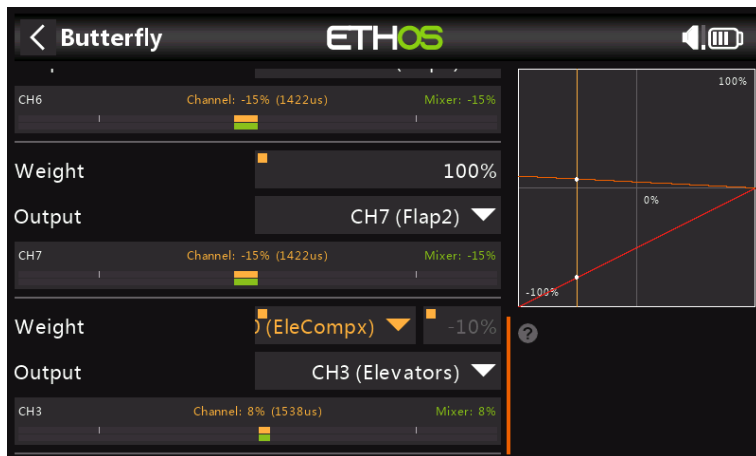 Butterfly
ETHOS
CH6 Channel: -15% (1422us) Mixer: -15%
Weight 100%
Output CH7 (Flap2)
CH7 Channel: -15% (1422us) Mixer: -15%
Weight (EleCompx) -10%
Output CH3 (Elevators)
CH3 Channel: 8% (1538us) Mixer: 8%
100%
0%
-100%
?